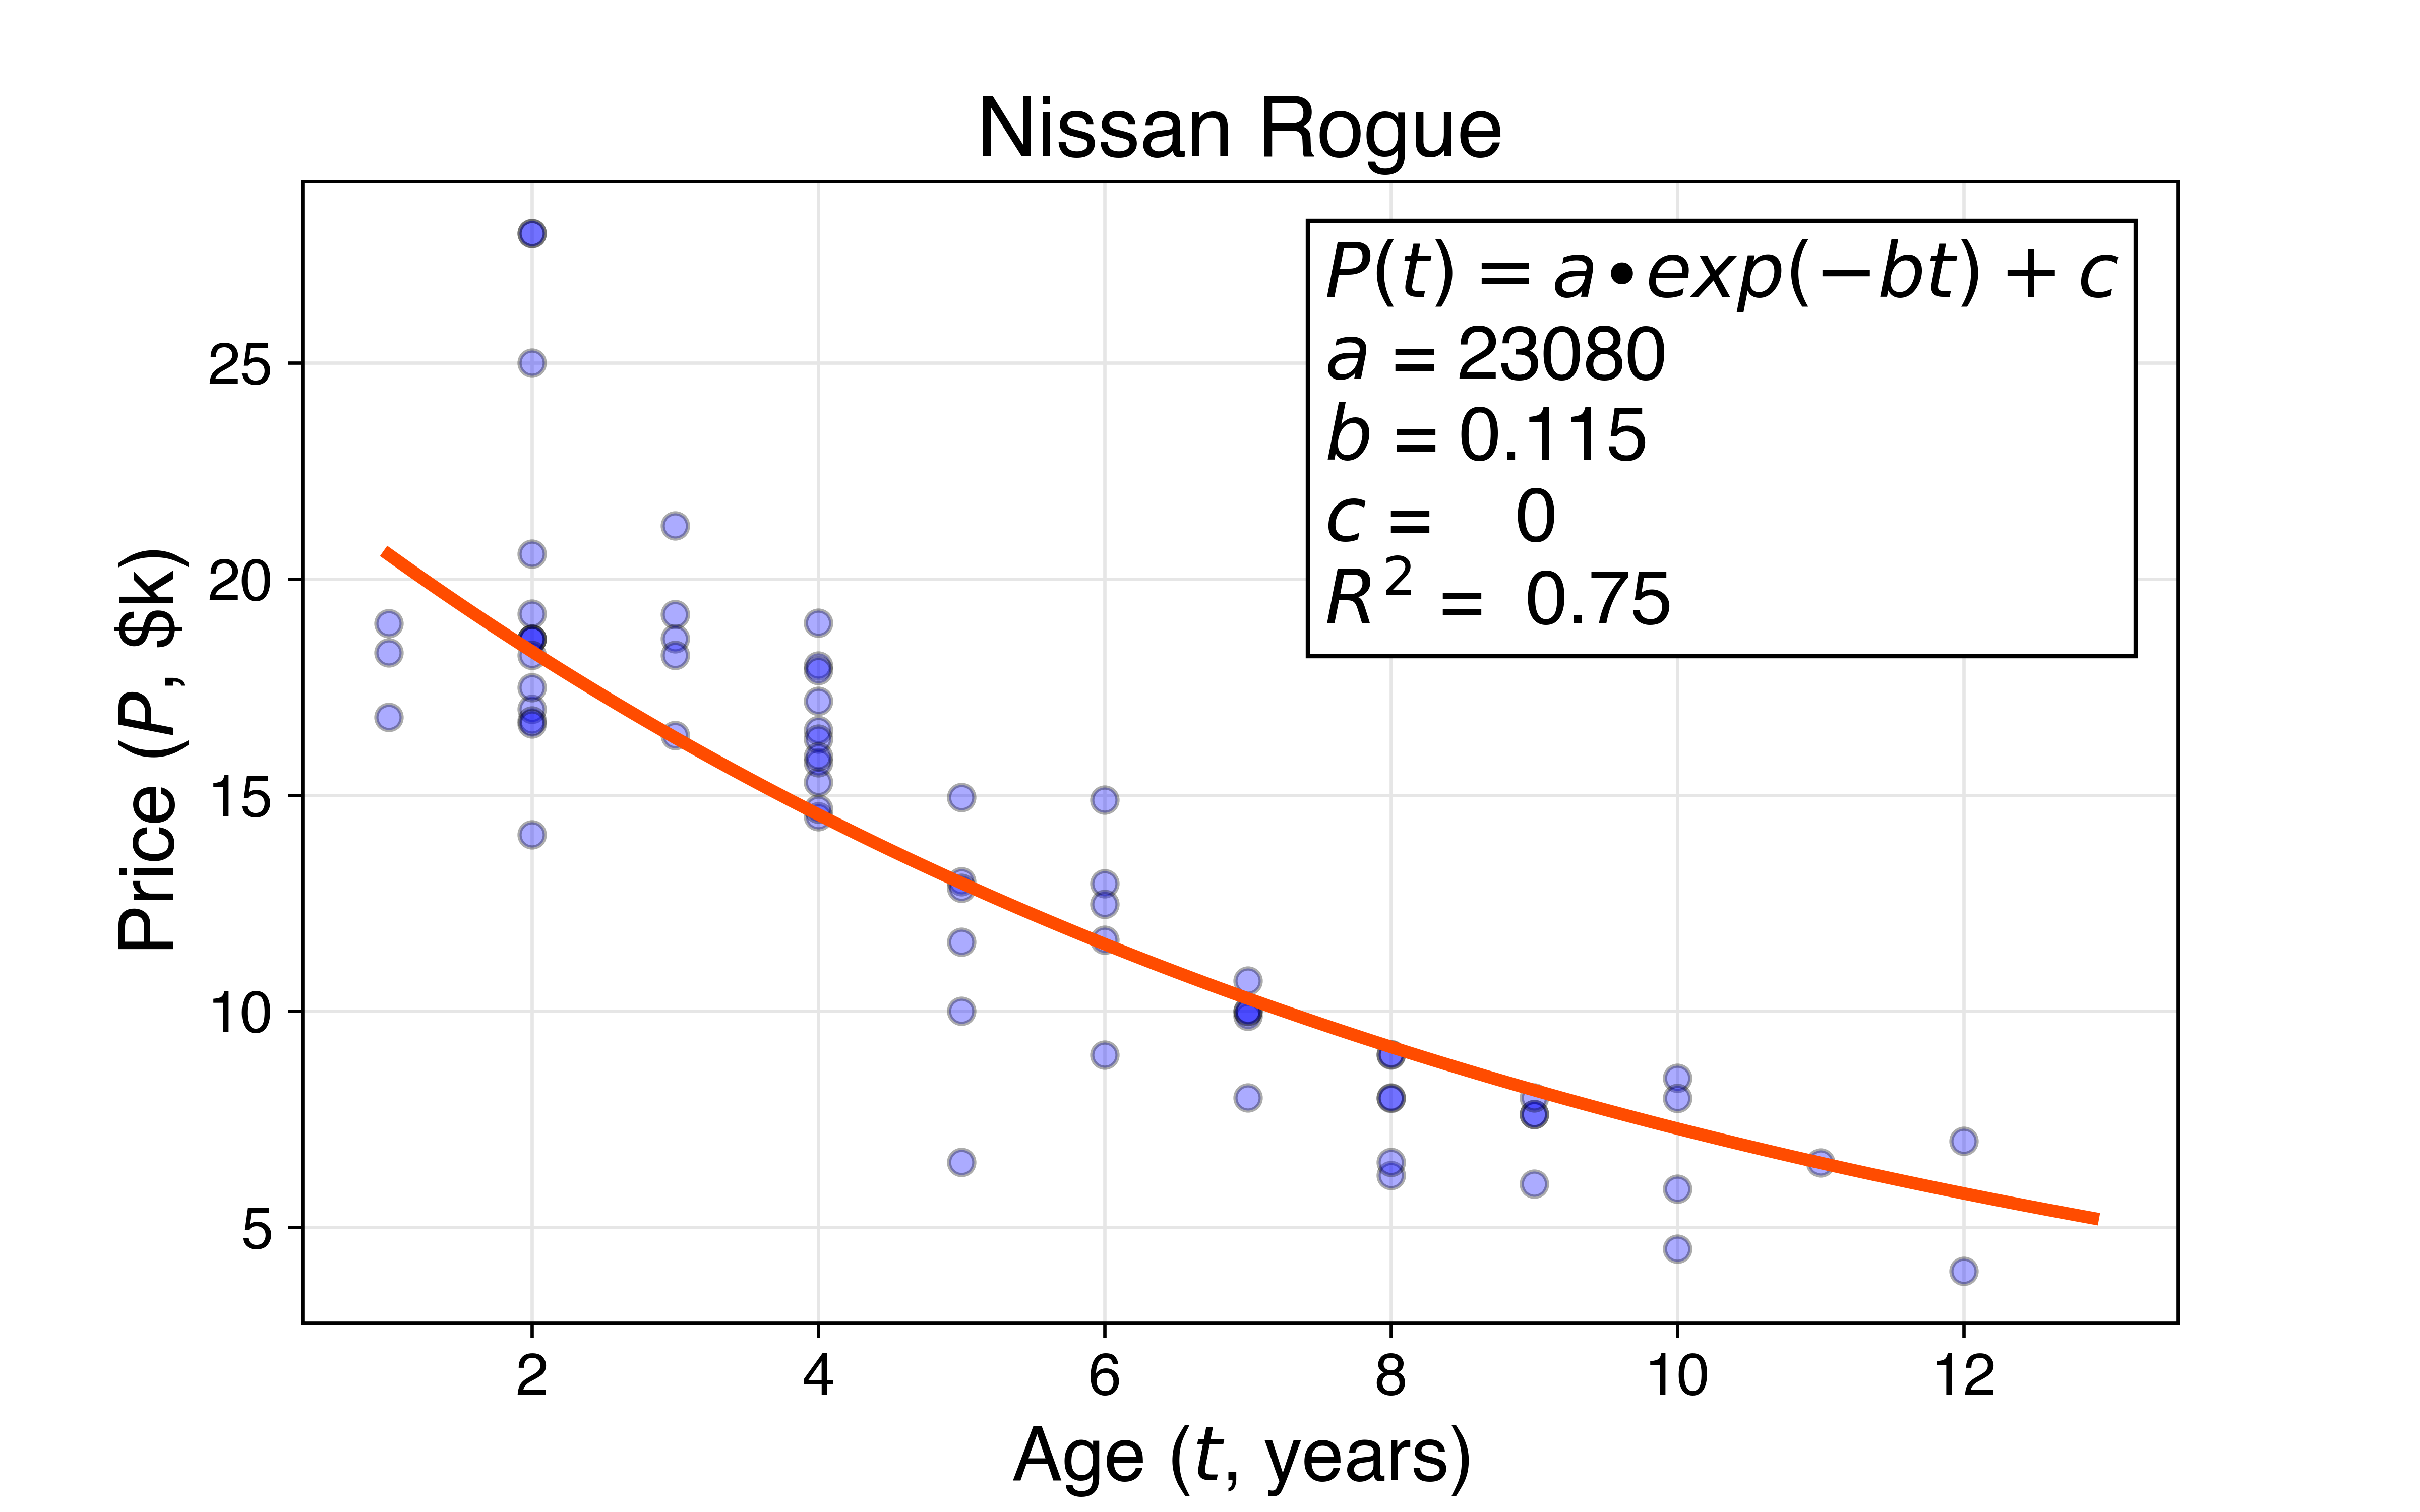 Nissan Rogue
P(t) = a•exp(−bt) + c
a = 23080
b = 0.115
c = 0
R² = 0.75
25
20
15
10
5
Price (P, $k)
2 4 6 8 10 12
Age (t, years)